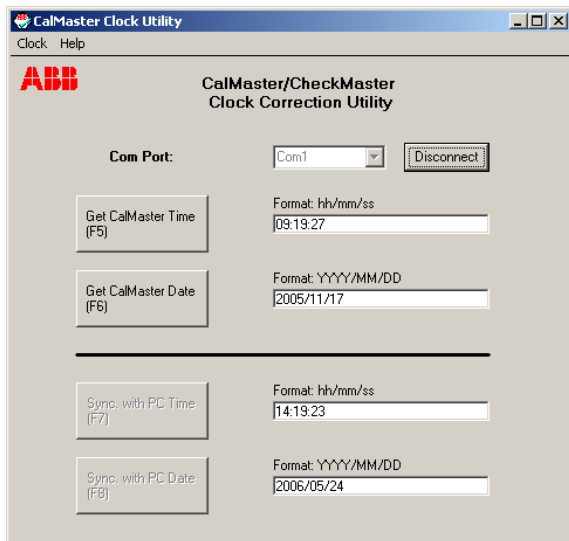 CalMaster Clock Utility
Clock Help
ABB
CalMaster/CheckMaster
Clock Correction Utility
Com Port:
Com1
Disconnect
Get CalMaster Time
(F5)
Format: hh/mm/ss
09:19:27
Get CalMaster Date
(F6)
Format: YYYY/MM/DD
2005/11/17
Sync. with PC Time
(F7)
Format: hh/mm/ss
14:19:23
Sync. with PC Date
(F8)
Format: YYYY/MM/DD
2006/05/24